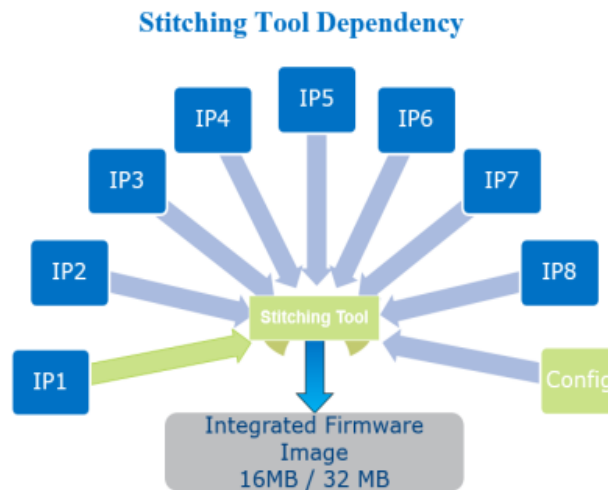 Stitching Tool Dependency
IP5
IP4
IP6
IP3
IP7
IP2
IP8
Stitching Tool
IP1
Config
Integrated Firmware
Image
16MB / 32 MB